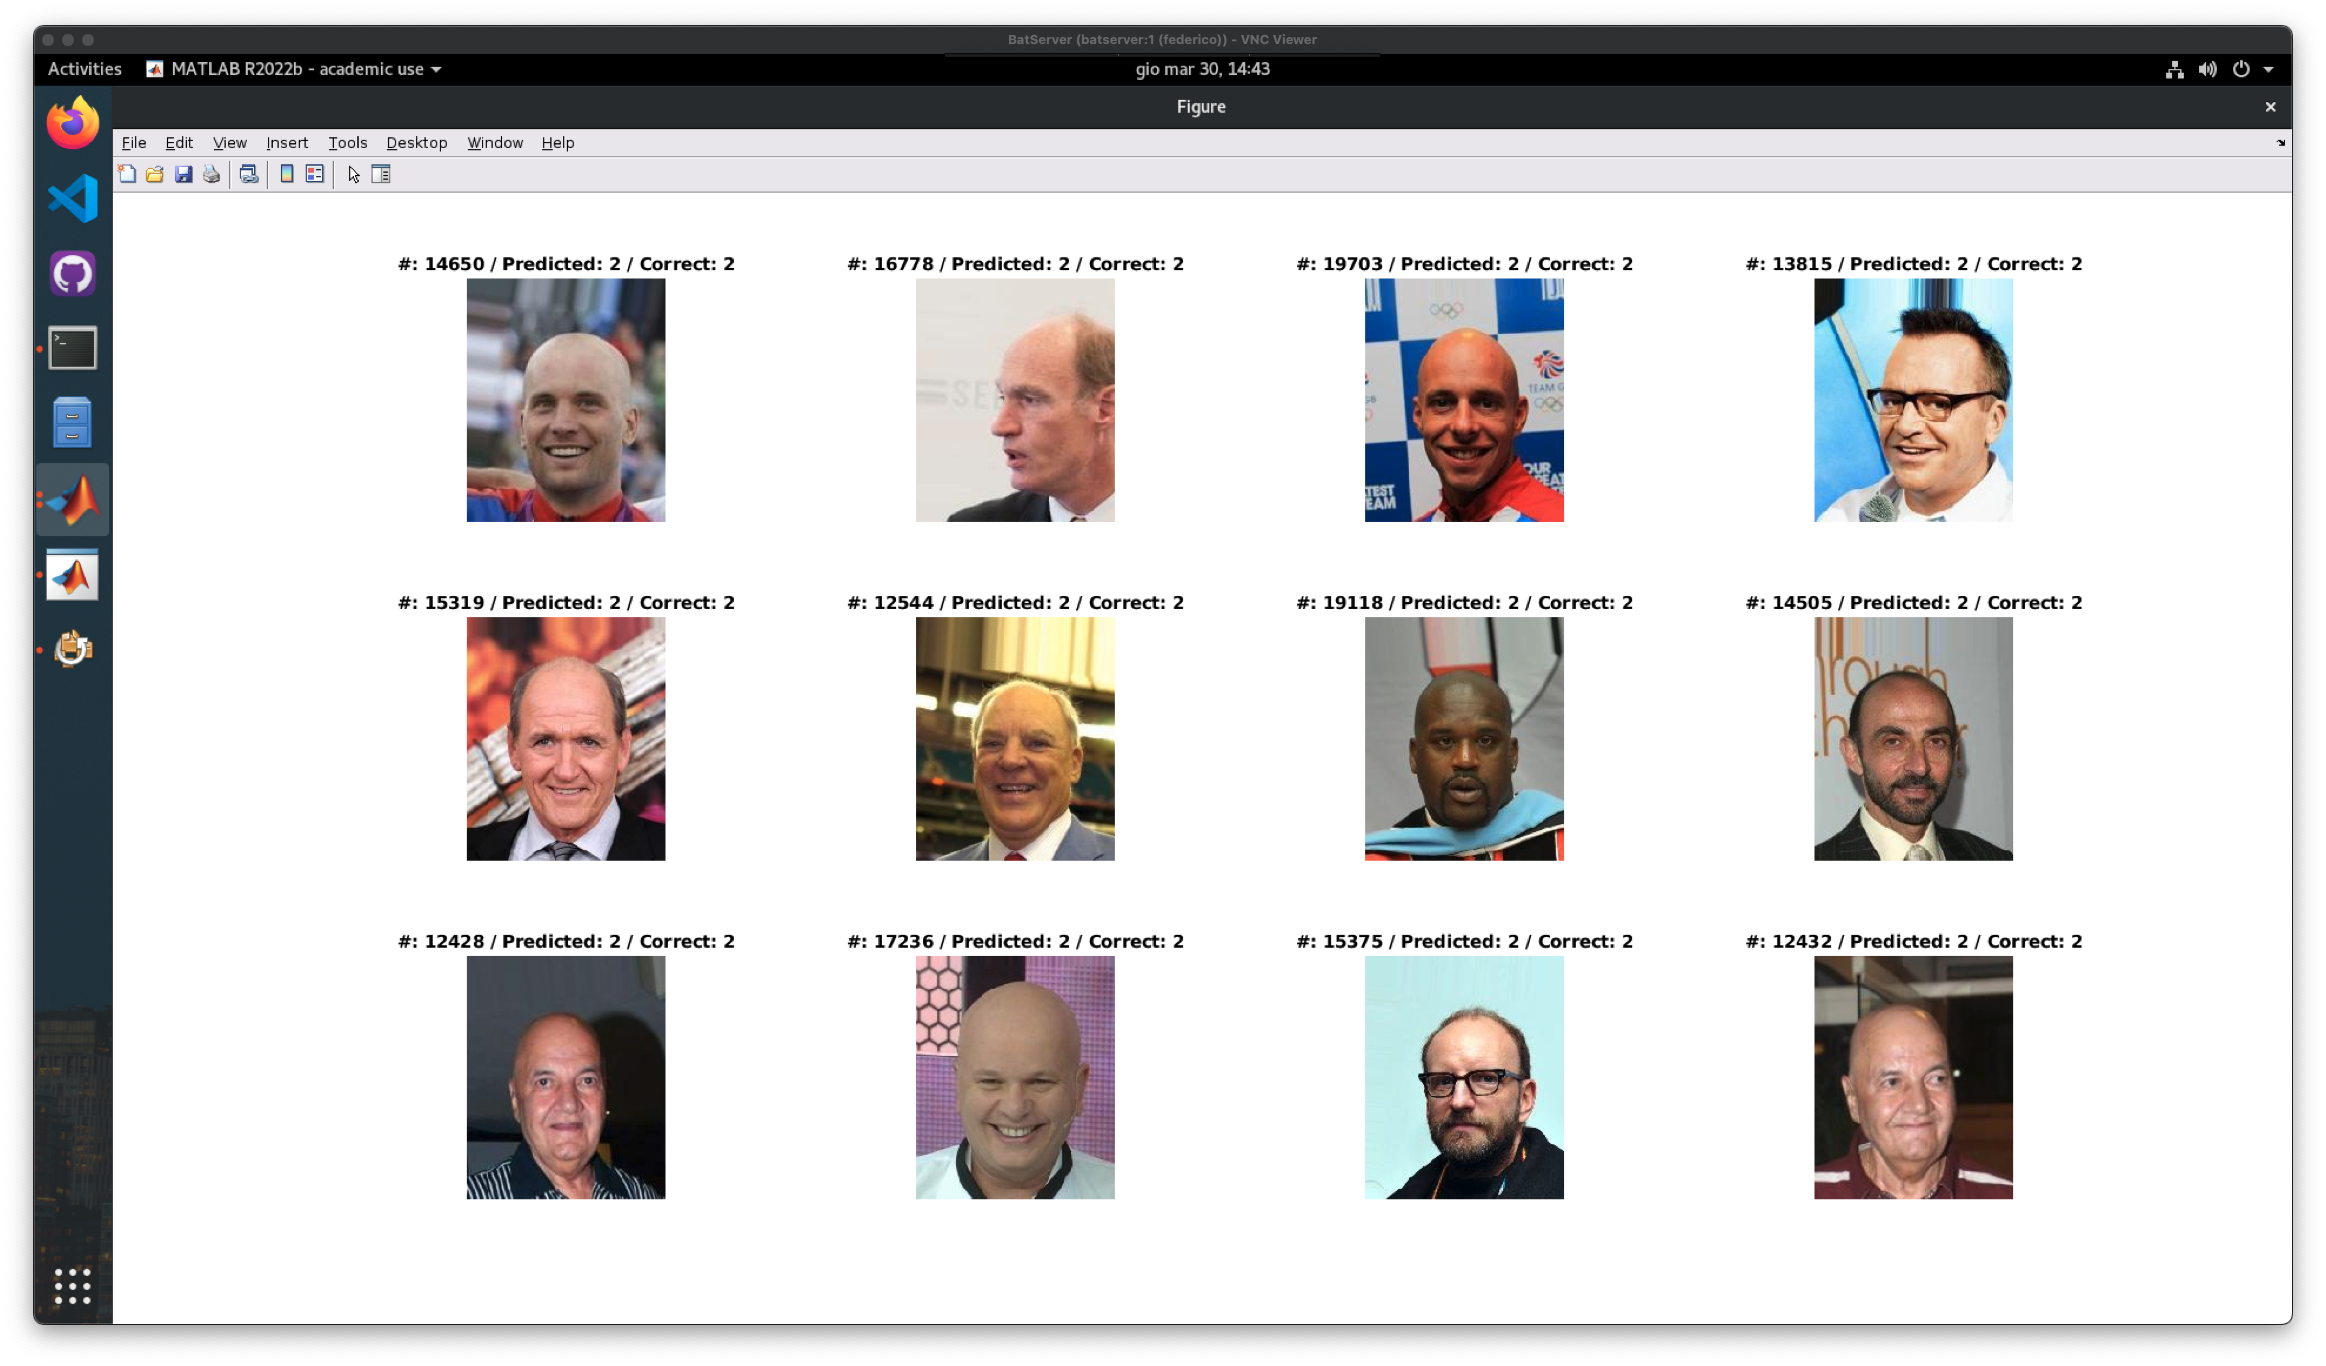 BatServer (batserver:1 (federico)) - VNC Viewer
Activities MATLAB R2022b - academic use gio mar 30, 14:43
Figure
File Edit View Insert Tools Desktop Window Help
#: 14650 / Predicted: 2 / Correct: 2
#: 16778 / Predicted: 2 / Correct: 2
#: 19703 / Predicted: 2 / Correct: 2
#: 13815 / Predicted: 2 / Correct: 2
TEAM
#: 15319 / Predicted: 2 / Correct: 2
#: 12544 / Predicted: 2 / Correct: 2
#: 19118 / Predicted: 2 / Correct: 2
#: 14505 / Predicted: 2 / Correct: 2
#: 12428 / Predicted: 2 / Correct: 2
#: 17236 / Predicted: 2 / Correct: 2
#: 15375 / Predicted: 2 / Correct: 2
#: 12432 / Predicted: 2 / Correct: 2